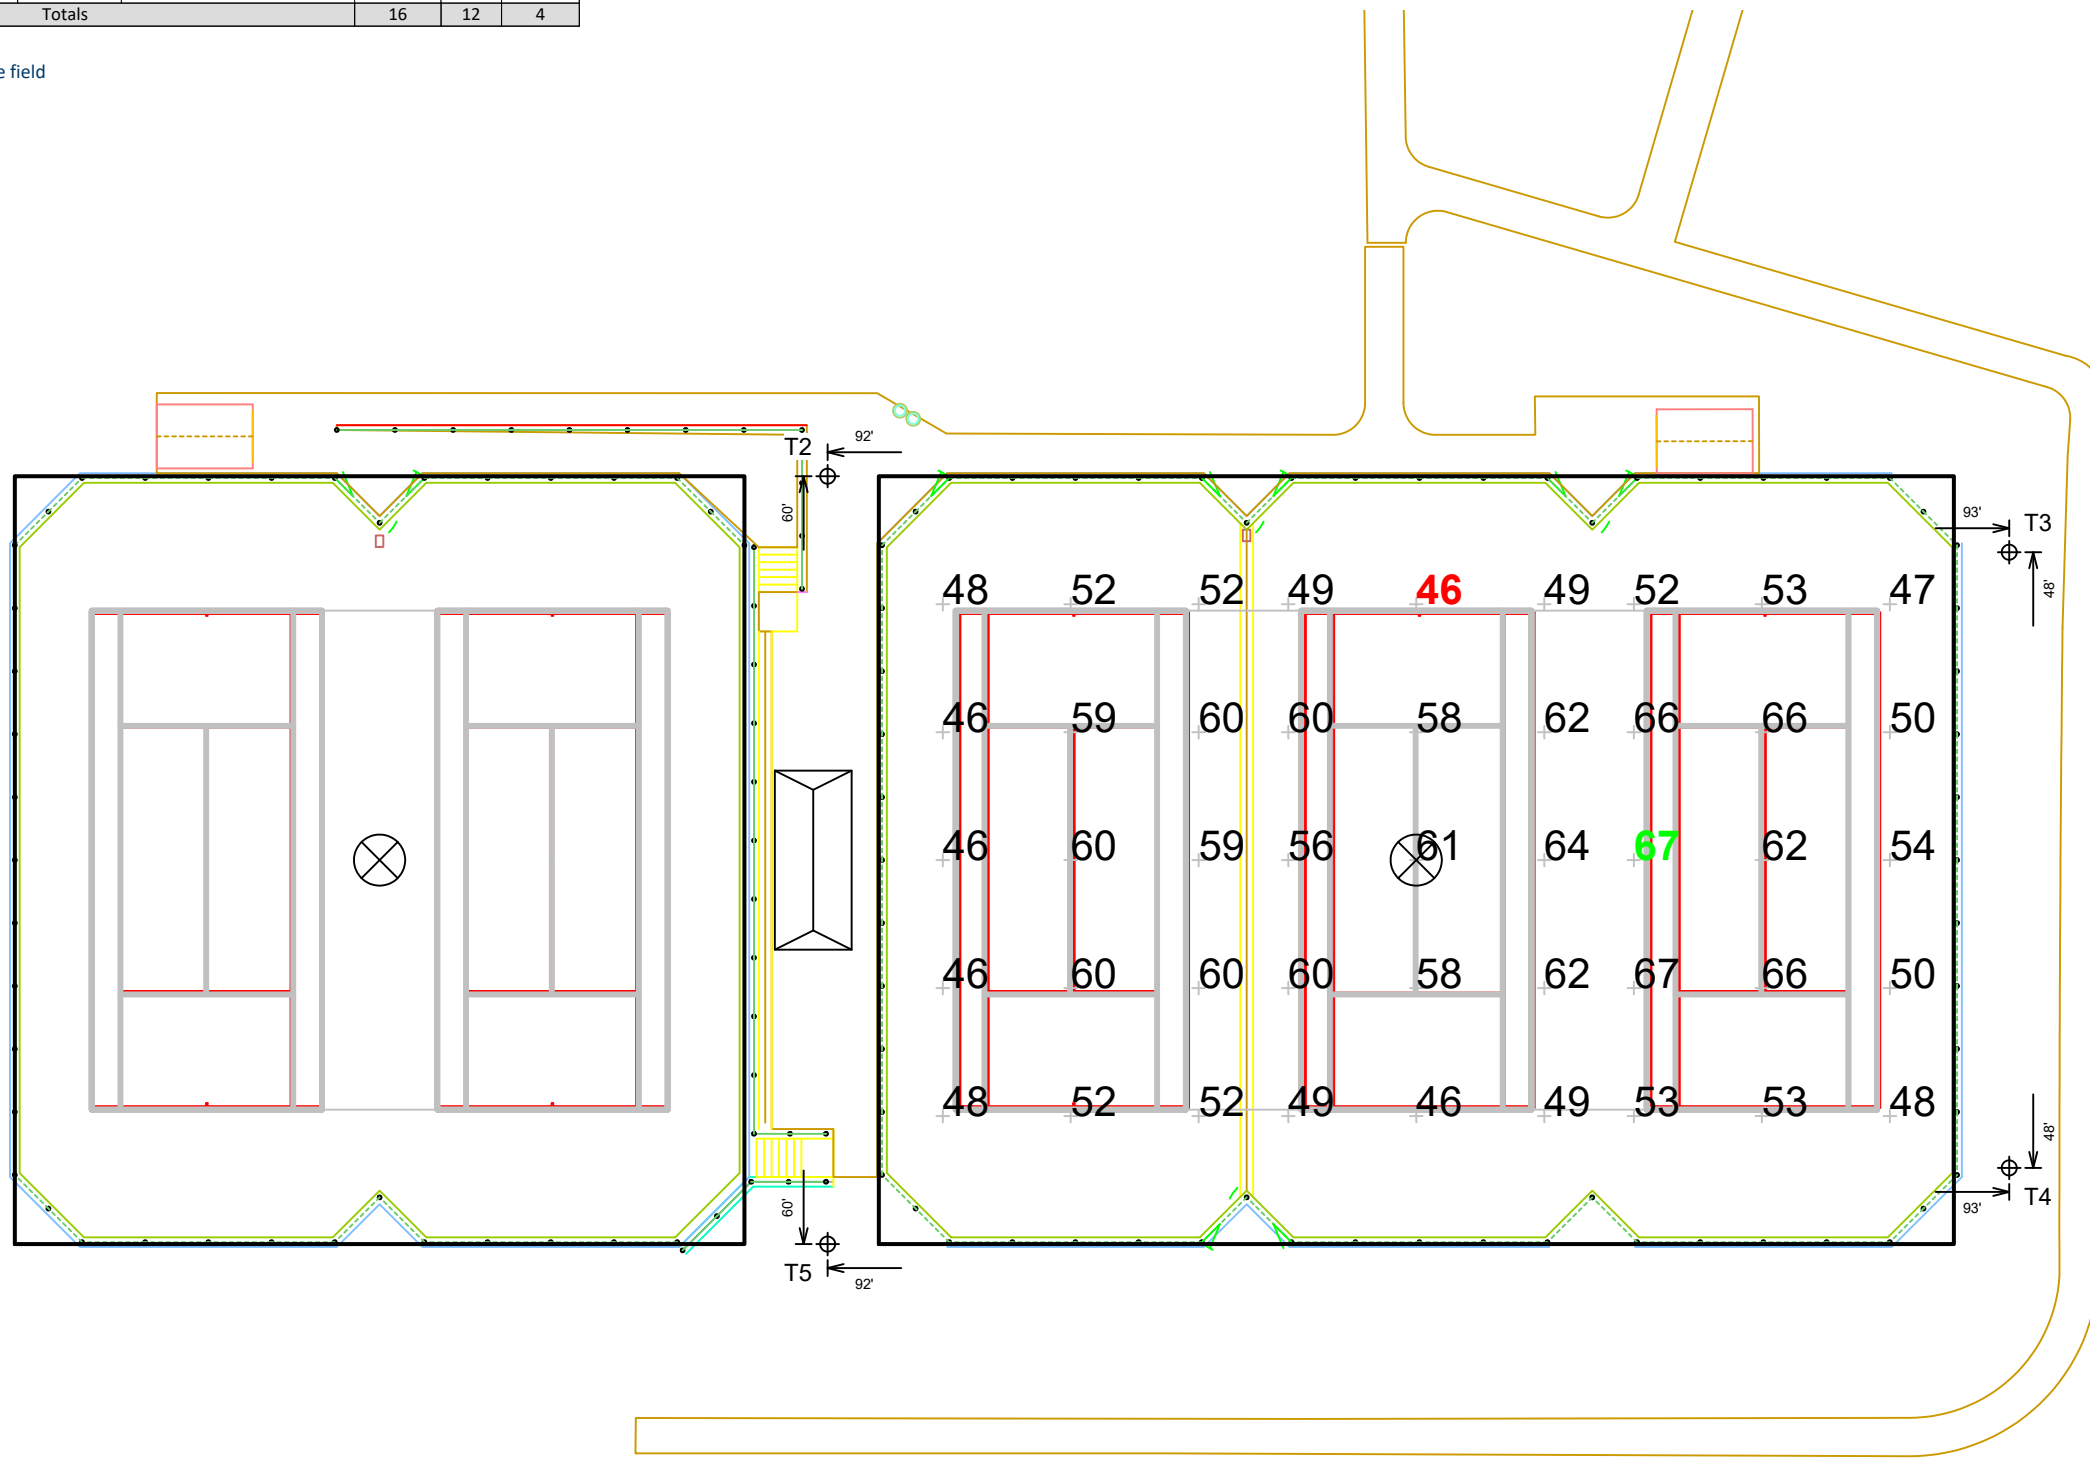 Totals 16 12 4
e field
T2 92'
60'
93' T3
48'
48 52 52 49 46 49 52 53 47
46 59 60 60 58 62 66 66 50
46 60 59 56 61 64 67 62 54
46 60 60 60 58 62 67 66 50
48 52 52 49 46 49 53 53 48
48'
60'
93' T4
T5 92'